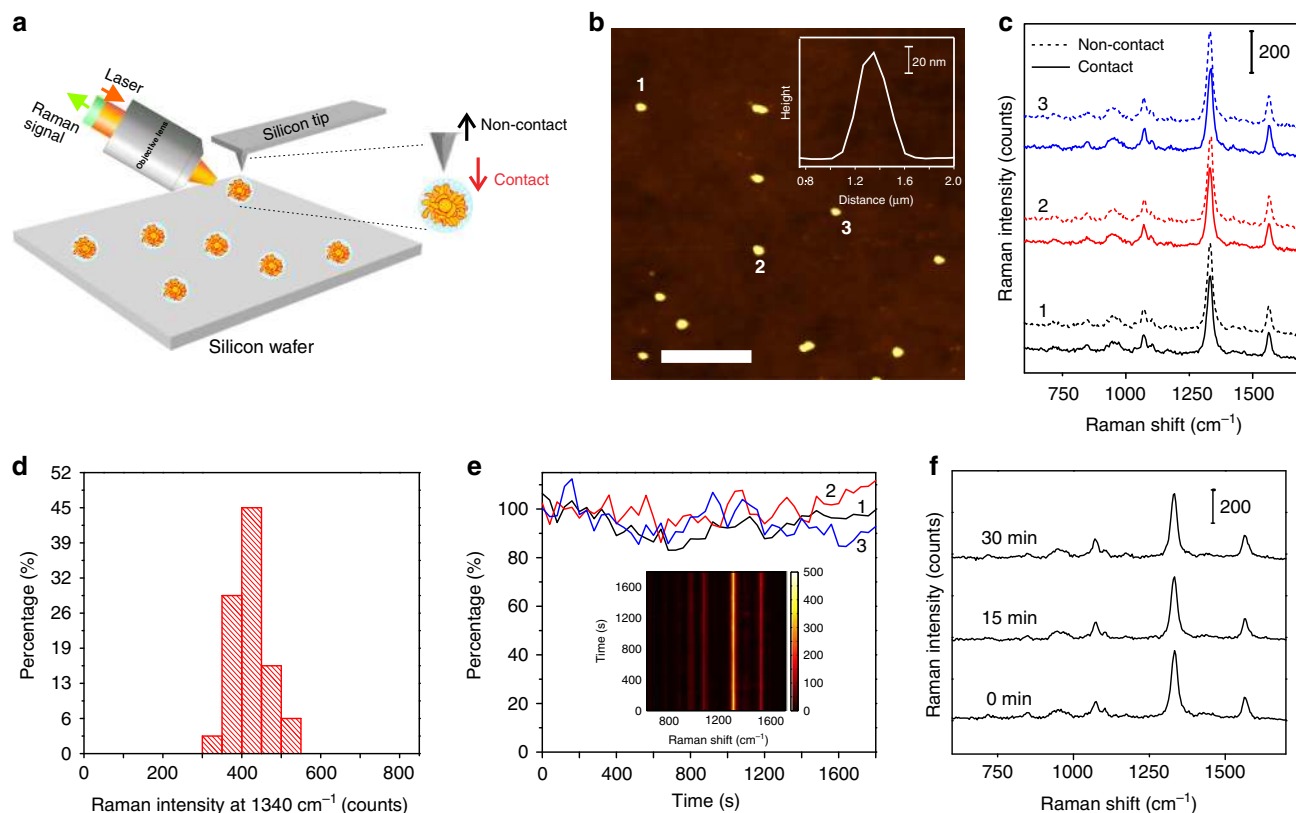 a
Laser
Raman
signal
Objective lens
Silicon tip
Non-contact
Contact
Silicon wafer
b
1
2
3
Height
20 nm
0.8
1.2
1.6
2.0
Distance (μm)
c
Non-contact
Contact
200
3
2
1
Raman intensity (counts)
750
1000
1250
1500
Raman shift (cm⁻¹)
d
52
45
39
32
26
19
13
6
0
Percentage (%)
0
200
400
600
800
Raman intensity at 1340 cm⁻¹ (counts)
e
100
80
60
40
20
0
Percentage (%)
2
1
3
1600
1200
800
400
0
Time (s)
800
1200
1600
Raman shift (cm⁻¹)
500
400
300
200
100
0
0
400
800
1200
1600
Time (s)
f
200
30 min
15 min
0 min
Raman intensity (counts)
750
1000
1250
1500
Raman shift (cm⁻¹)